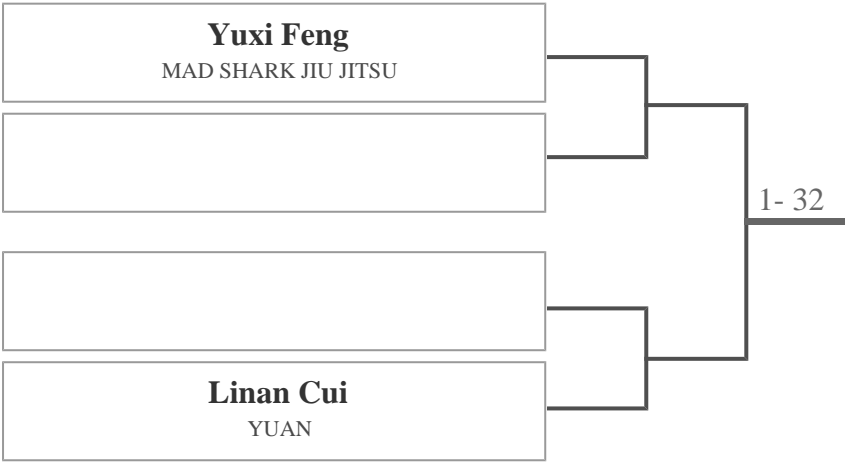 Yuxi Feng
MAD SHARK JIU JITSU
1- 32
Linan Cui
YUAN